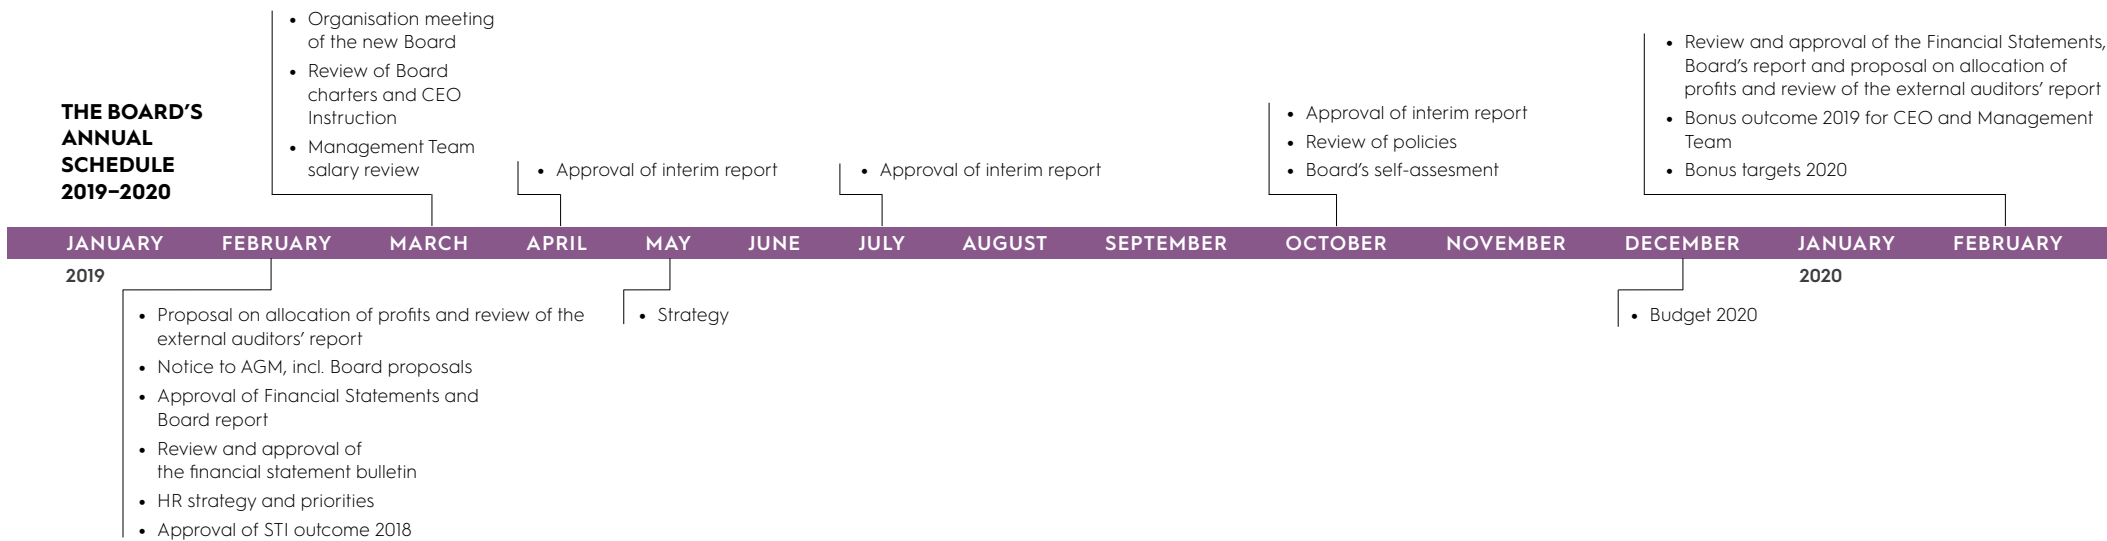 THE BOARD'S
ANNUAL
SCHEDULE
2019–2020
• Organisation meeting
of the new Board
• Review of Board
charters and CEO
Instruction
• Management Team
salary review
• Approval of interim report
• Approval of interim report
• Approval of interim report
• Review of policies
• Board's self-assesment
• Review and approval of the Financial Statements,
Board's report and proposal on allocation of
profits and review of the external auditors' report
• Bonus outcome 2019 for CEO and Management
Team
• Bonus targets 2020
JANUARY FEBRUARY MARCH APRIL MAY JUNE JULY AUGUST SEPTEMBER OCTOBER NOVEMBER DECEMBER JANUARY FEBRUARY
2019 2020
• Proposal on allocation of profits and review of the
external auditors' report
• Notice to AGM, incl. Board proposals
• Approval of Financial Statements and
Board report
• Review and approval of
the financial statement bulletin
• HR strategy and priorities
• Approval of STI outcome 2018
• Strategy
• Budget 2020